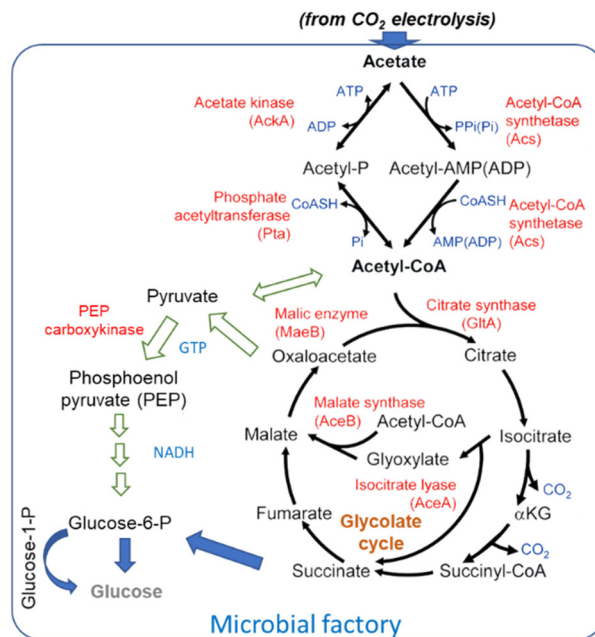 (from CO2 electrolysis)
Acetate
ATP
ATP
Acetate kinase
(AckA)
Acetyl-CoA
synthetase
(Acs)
ADP
PPi(Pi)
Acetyl-P
Acetyl-AMP(ADP)
Phosphate
acetyltransferase
(Pta)
CoASH
CoASH
Acetyl-CoA
synthetase
(Acs)
Pi
AMP(ADP)
Acetyl-CoA
Pyruvate
PEP
carboxykinase
GTP
Malic enzyme
(MaeB)
Citrate synthase
(GltA)
Oxaloacetate
Citrate
Phosphoenol
pyruvate (PEP)
Malate synthase
(AceB)
Acetyl-CoA
Malate
Isocitrate
Glyoxylate
NADH
Isocitrate lyase
(AceA)
CO2
Fumarate
Glycolate
cycle
αKG
CO2
Glucose-6-P
Glucose-1-P
Succinate
Succinyl-CoA
Glucose
Microbial factory